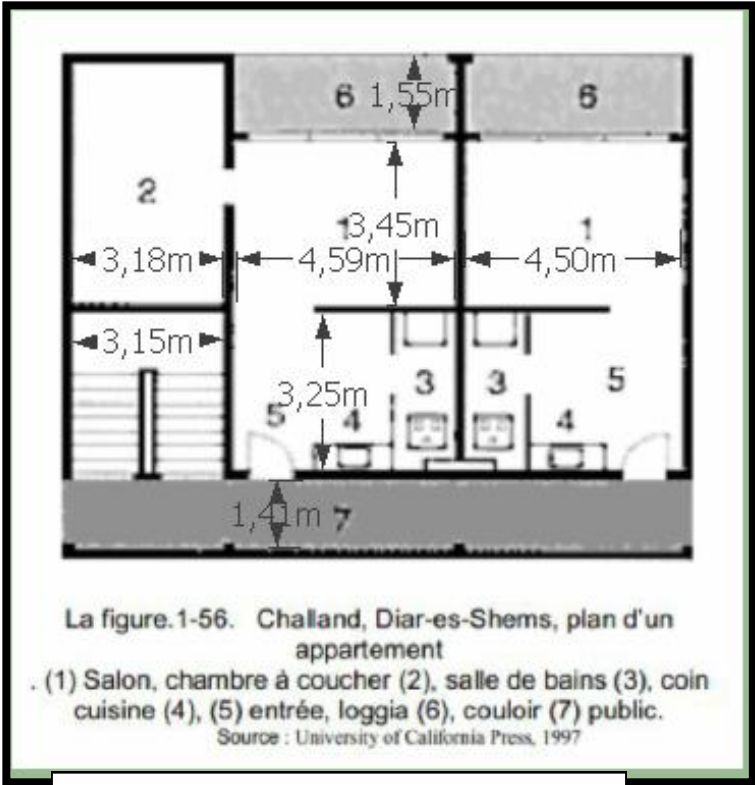 6 1,55m 6
2
1 3,45m 1
3,18m 4,59m 4,50m
3,15m
3,25m 3 3 5
5 4 4
1,41m 7
La figure.1-56. Challand, Diar-es-Shems, plan d'un
appartement
. (1) Salon, chambre à coucher (2), salle de bains (3), coin
cuisine (4), (5) entrée, loggia (6), couloir (7) public.
Source : University of California Press, 1997